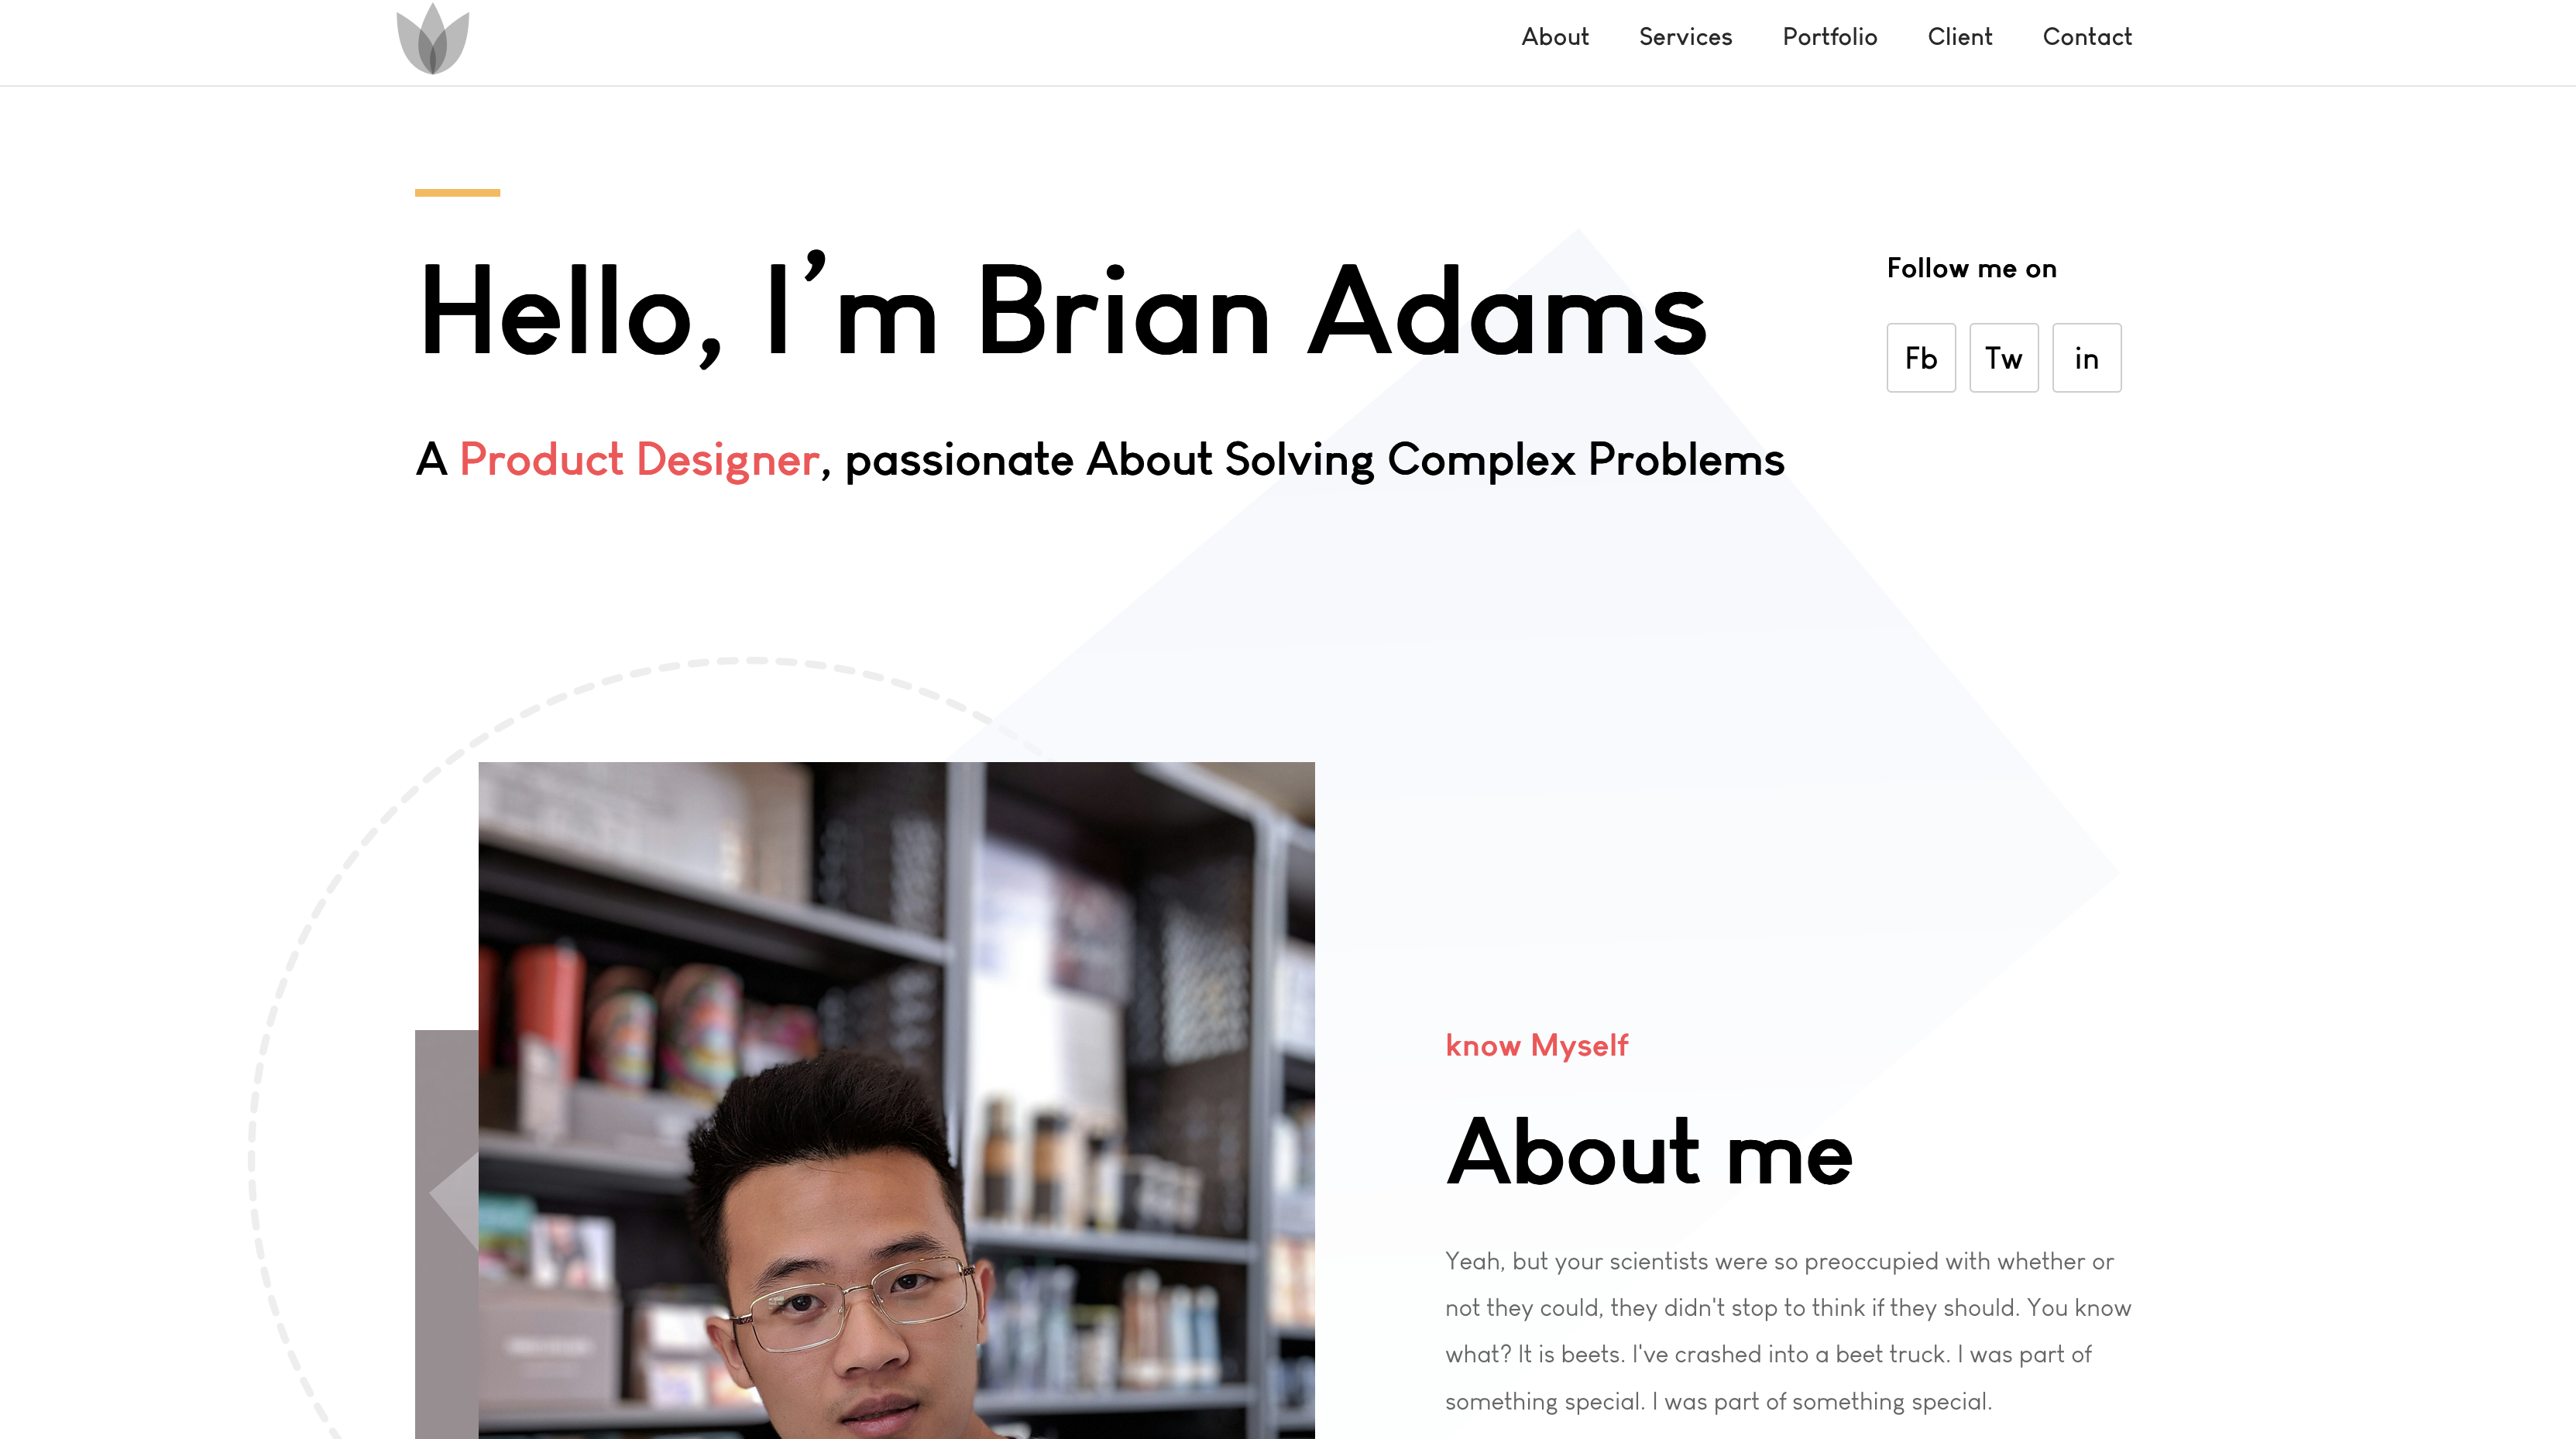 About Services Portfolio Client Contact
Hello, I’m Brian Adams
Follow me on
Fb Tw in
A Product Designer, passionate About Solving Complex Problems
know Myself
About me
Yeah, but your scientists were so preoccupied with whether or
not they could, they didn't stop to think if they should. You know
what? It is beets. I've crashed into a beet truck. I was part of
something special. I was part of something special.